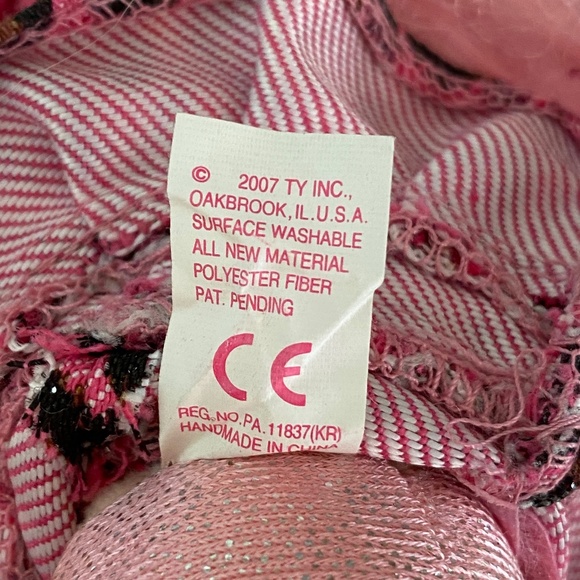 © 2007 TY INC.,
OAKBROOK, IL. U.S.A.
SURFACE WASHABLE
ALL NEW MATERIAL
POLYESTER FIBER
PAT. PENDING
CE
REG. NO. PA. 11837(KR)
HANDMADE IN CHINA